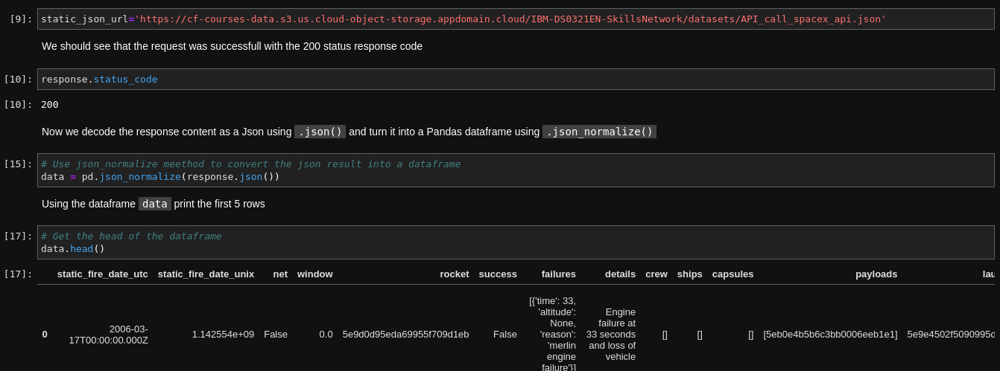 [9]: static_json_url='https://cf-courses-data.s3.us.cloud-object-storage.appdomain.cloud/IBM-DS0321EN-SkillsNetwork/datasets/API_call_spacex_api.json'
We should see that the request was successfull with the 200 status response code
[10]: response.status_code
[10]: 200
Now we decode the response content as a Json using .json() and turn it into a Pandas dataframe using .json_normalize()
[15]: # Use json_normalize meethod to convert the json result into a dataframe
data = pd.json_normalize(response.json())
Using the dataframe data print the first 5 rows
[17]: # Get the head of the dataframe
data.head()
[17]: static_fire_date_utc static_fire_date_unix net window rocket success failures details crew ships capsules payloads lau
[{'time': 33,
'altitude': Engine
None, failure at
0 2006-03-17T00:00:00.000Z 1.142554e+09 False 0.0 5e9d0d95eda69955f709d1eb False 'reason': 33 seconds [] [] [] [5eb0e4b5b6c3bb0006eeb1e1] 5e9e4502f5090995d
'merlin and loss of
engine vehicle
failure'}]